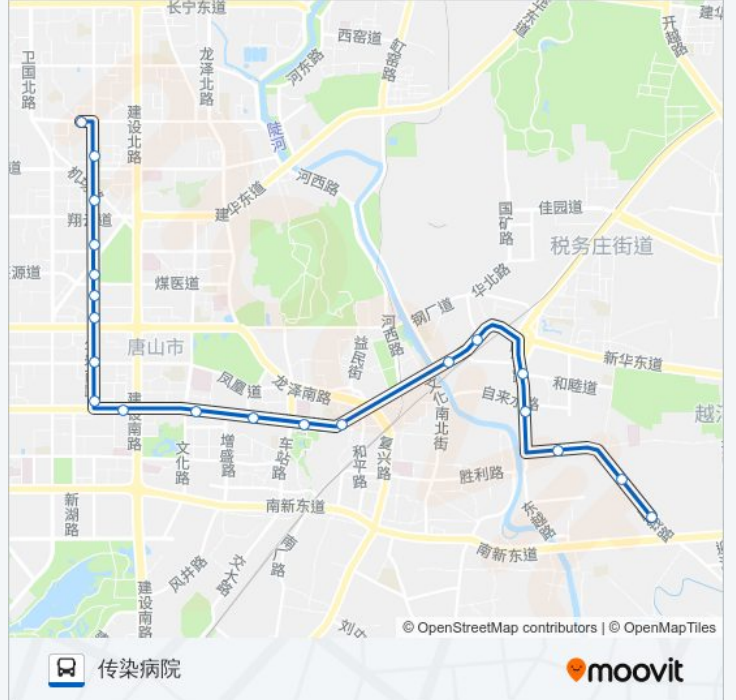 长宁东道
建华
西窑道
缸窑路
开越路
卫国北路
龙泽北路
河东路
建设北路
陡河
河西路
道
翔云道
建华东道
国矿路
佳园道
税务庄街道
源道
煤医道
华北路
钢厂道
河西路
益民街
唐山市
新华东道
凤凰道
龙泽南路
和睦道
自来水路
建设南路
文化南北街
越河
文化路
增盛路
车站路
和平路
复兴路
胜利路
新湖路
南新东道
东越路
南新东道
风井路
交大路
南厂路
建设南路
© OpenStreetMap contributors | © OpenMapTiles
传染病院
moovit